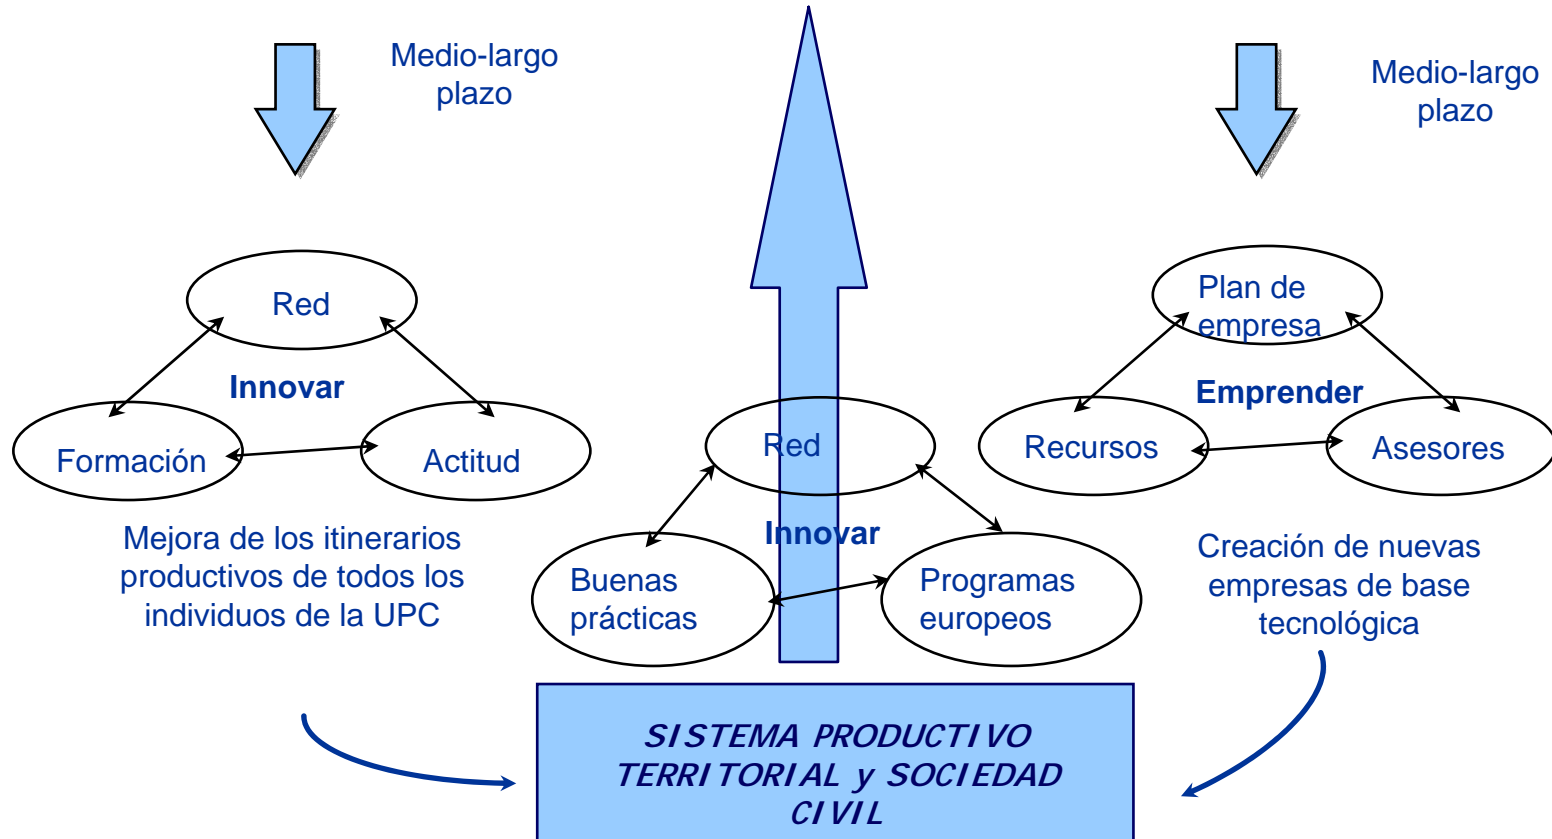 Medio-largo
plazo
Medio-largo
plazo
Red
Innovar
Formación
Actitud
Mejora de los itinerarios
productivos de todos los
individuos de la UPC
Red
Innovar
Buenas
prácticas
Programas
europeos
Plan de
empresa
Emprender
Recursos
Asesores
Creación de nuevas
empresas de base
tecnológica
SISTEMA PRODUCTIVO
TERRITORIAL y SOCIEDAD
CIVIL